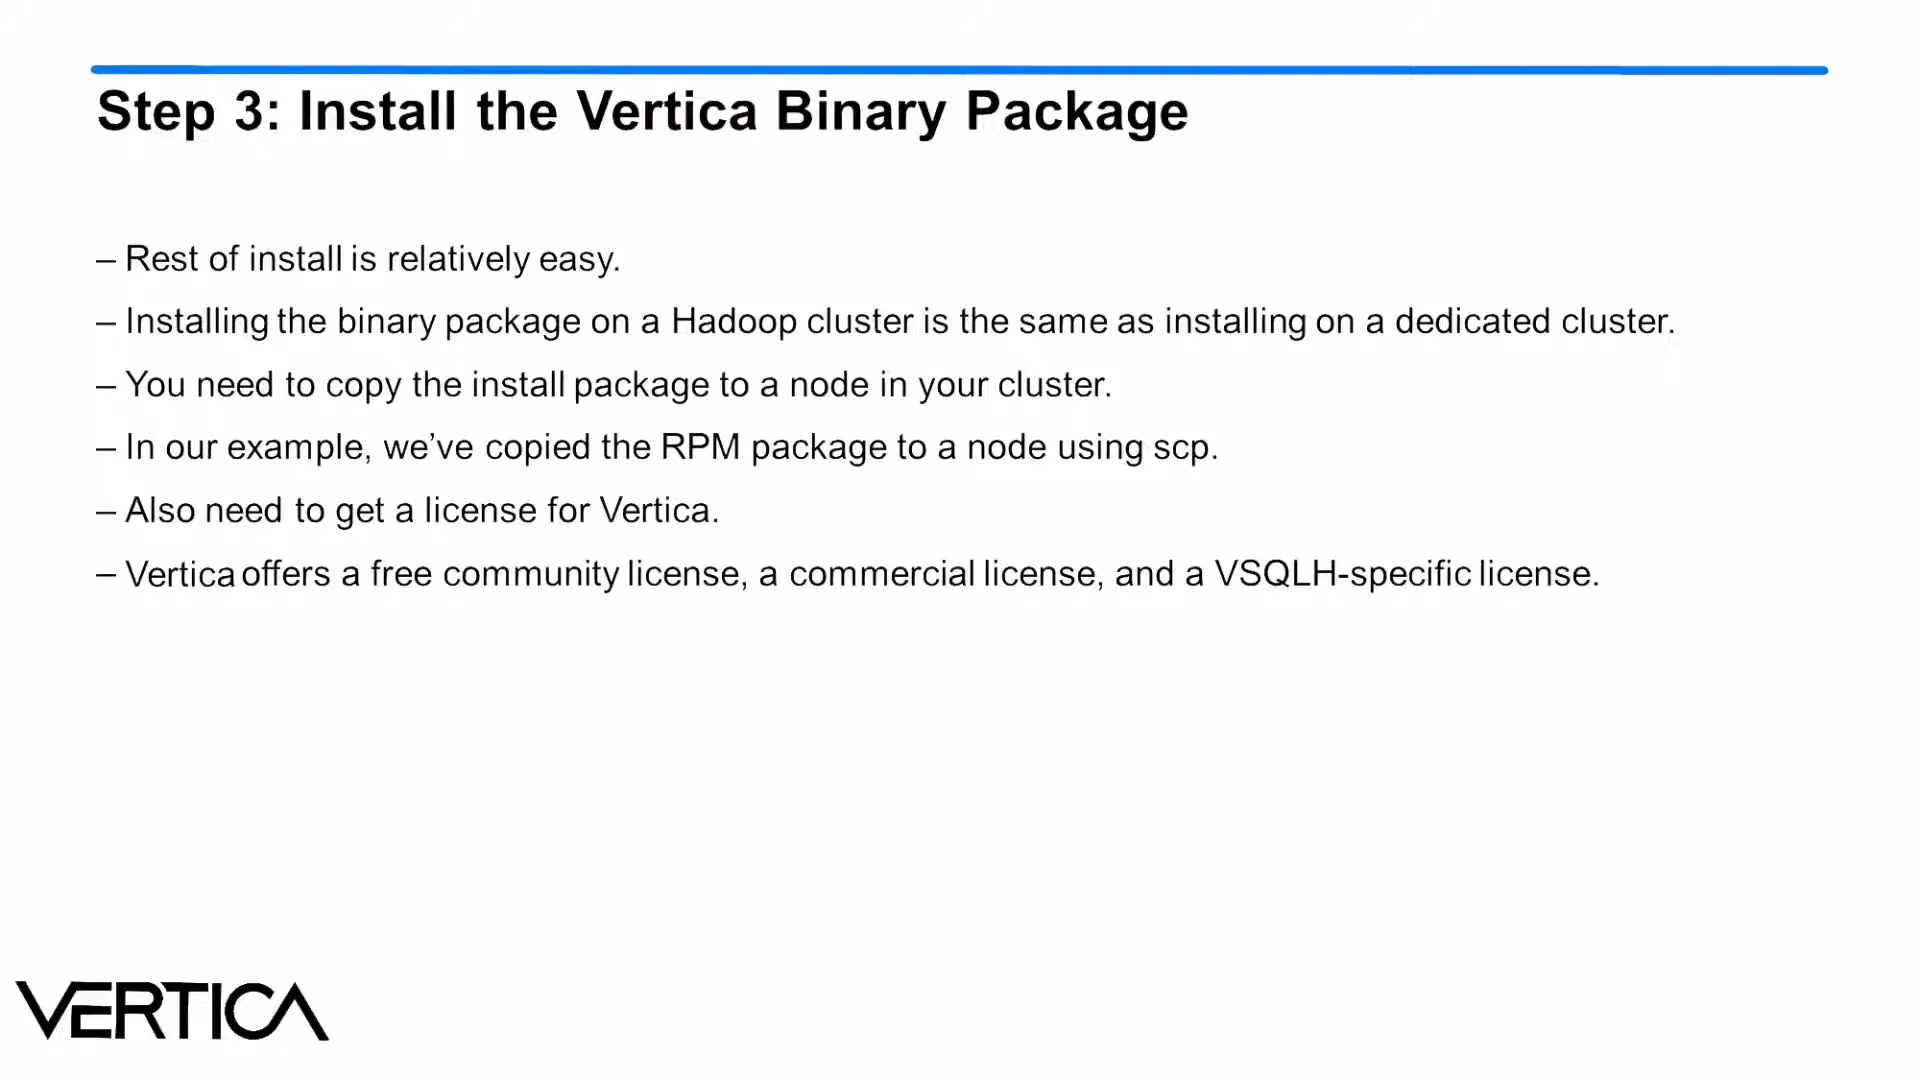 Step 3: Install the Vertica Binary Package
– Rest of install is relatively easy.
– Installing the binary package on a Hadoop cluster is the same as installing on a dedicated cluster.
– You need to copy the install package to a node in your cluster.
– In our example, we’ve copied the RPM package to a node using scp.
– Also need to get a license for Vertica.
– Vertica offers a free community license, a commercial license, and a VSQLH-specific license.
VERTICA